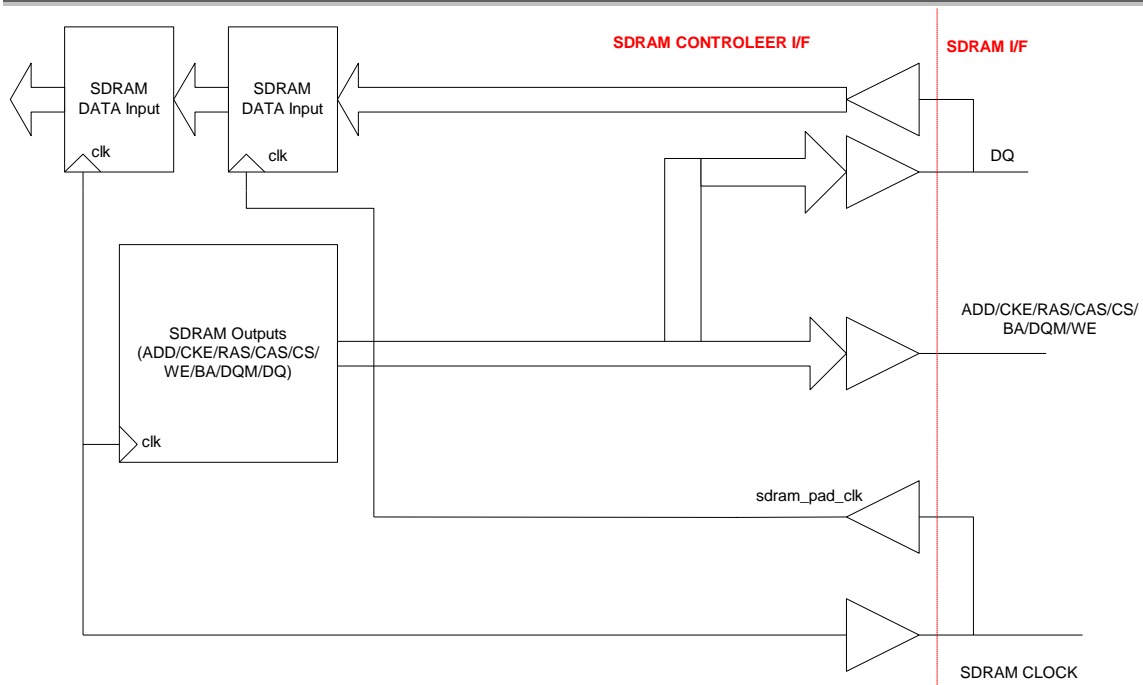 SDRAM CONTROLEER I/F
SDRAM I/F
SDRAM
DATA Input
SDRAM
DATA Input
clk
clk
DQ
SDRAM Outputs
(ADD/CKE/RAS/CAS/CS/
WE/BA/DQM/DQ)
ADD/CKE/RAS/CAS/CS/
BA/DQM/WE
clk
sdram_pad_clk
SDRAM CLOCK